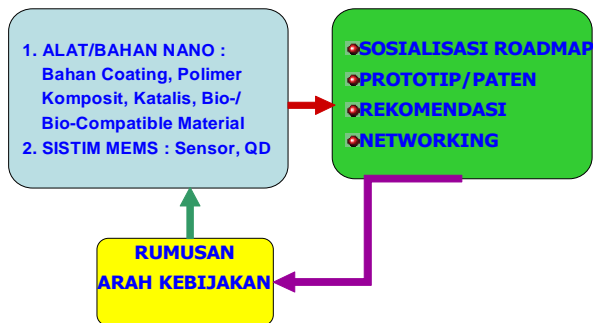 1. ALAT/BAHAN NANO :
Bahan Coating, Polimer
Komposit, Katalis, Bio-/
Bio-Compatible Material
2. SISTIM MEMS : Sensor, QD
SOSIALISASI ROADMAP
PROTOTIP/PATEN
REKOMENDASI
NETWORKING
RUMUSAN
ARAH KEBIJAKAN